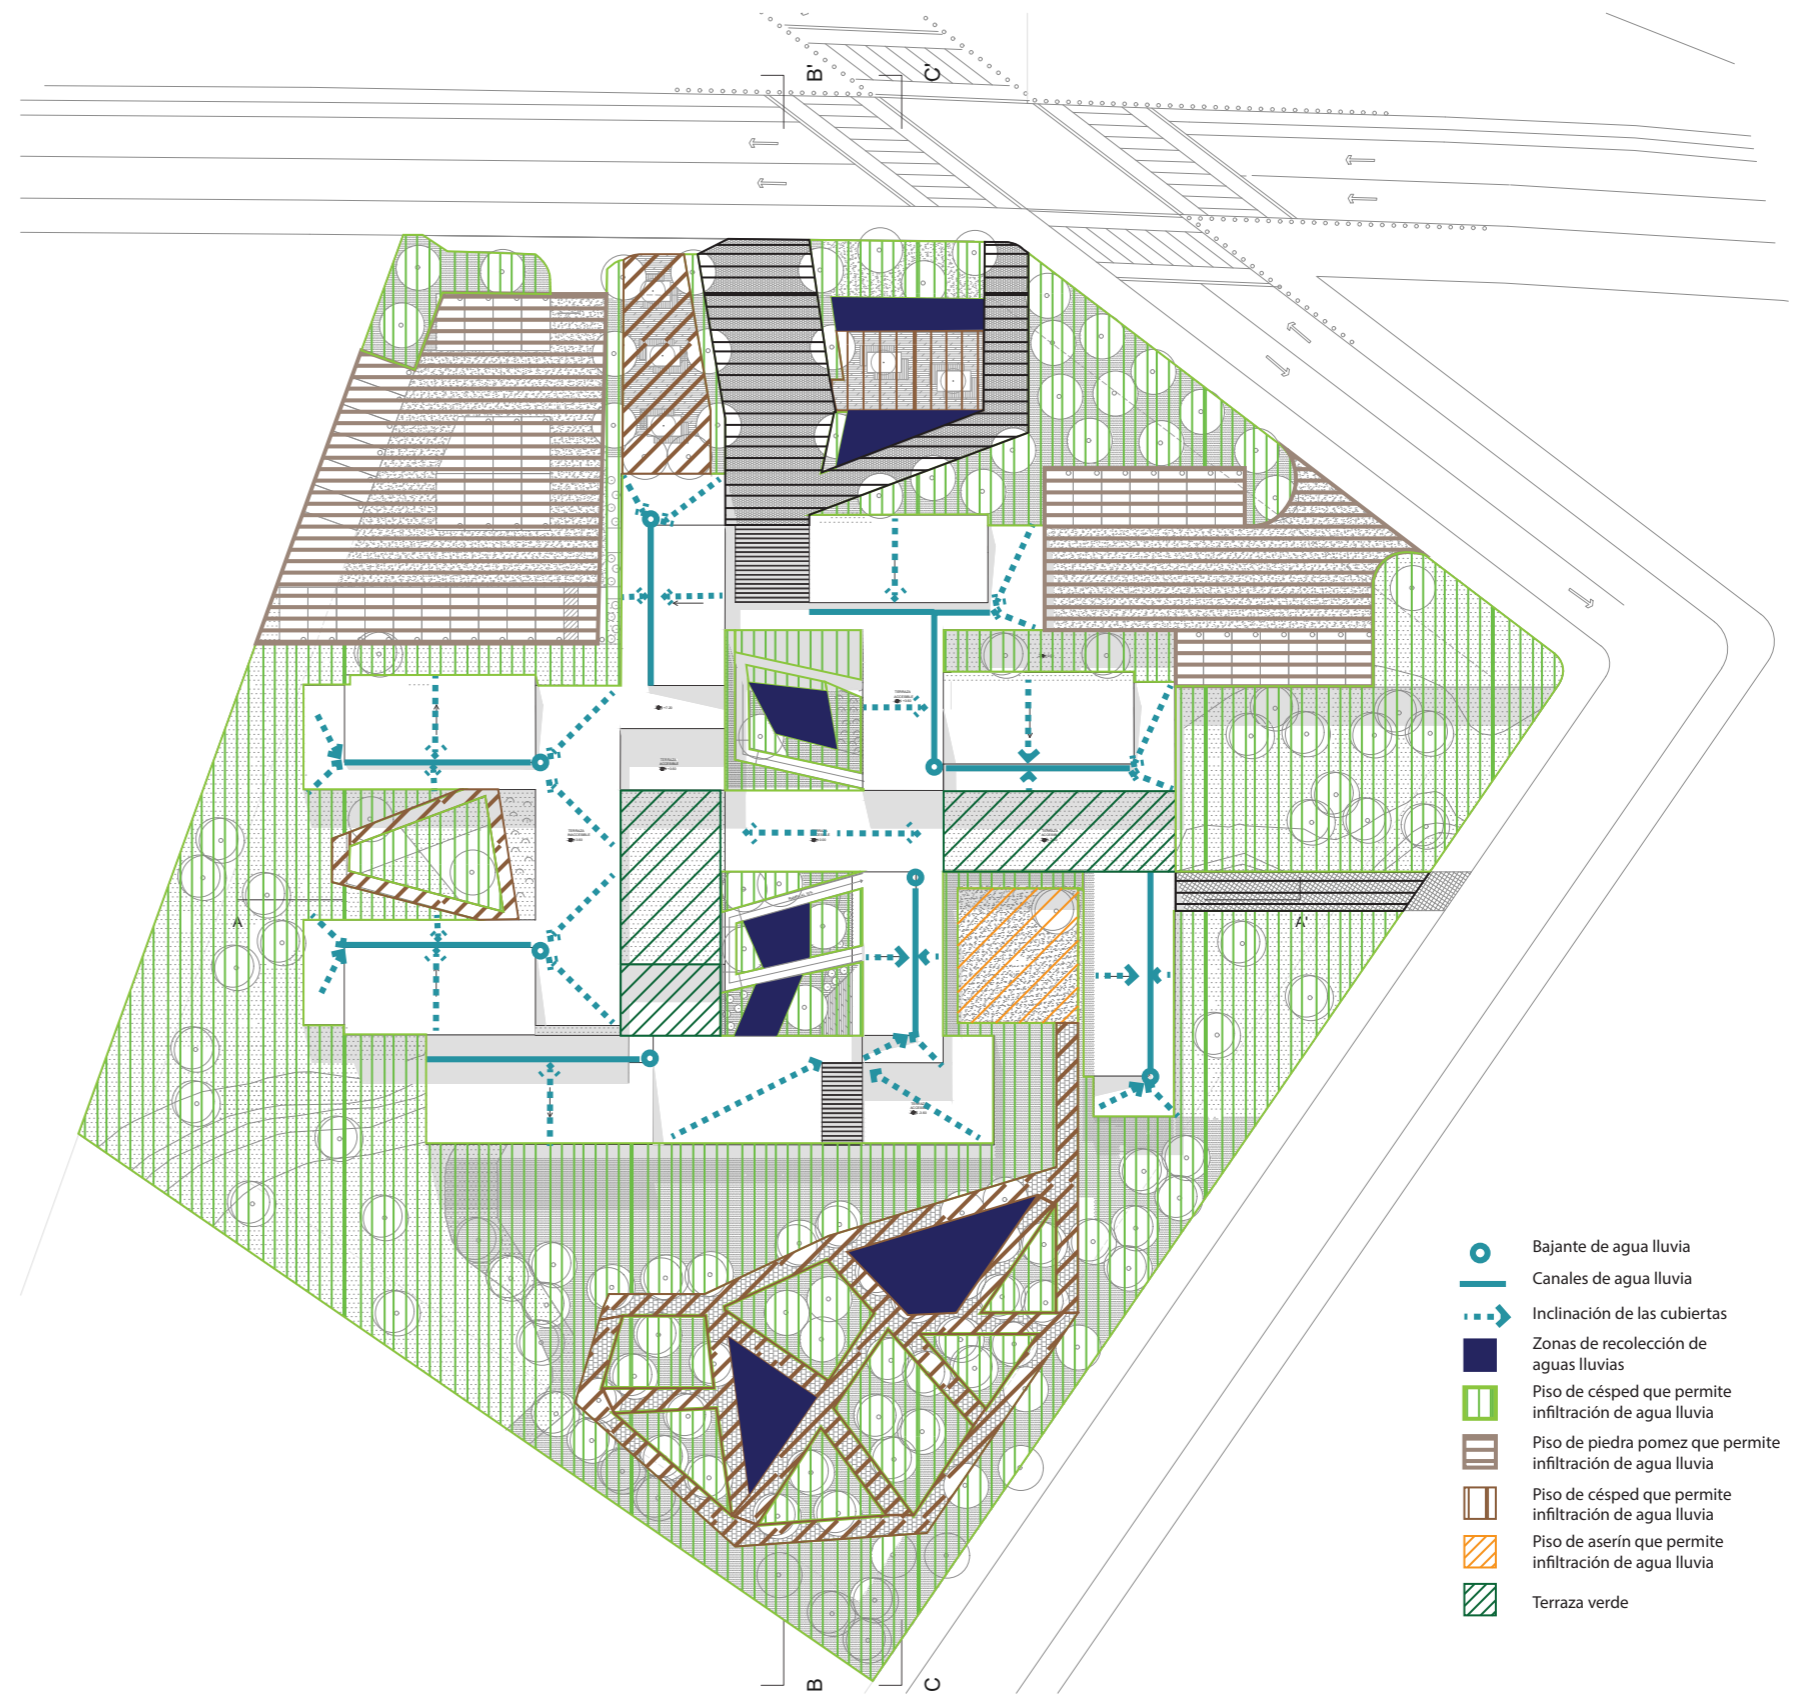 B'
C'
A
A'
Bajante de agua lluvia
Canales de agua lluvia
Inclinación de las cubiertas
Zonas de recolección de
aguas lluvias
Piso de césped que permite
infiltración de agua lluvia
Piso de piedra pomez que permite
infiltración de agua lluvia
Piso de césped que permite
infiltración de agua lluvia
Piso de aserín que permite
infiltración de agua lluvia
Terraza verde
B
C